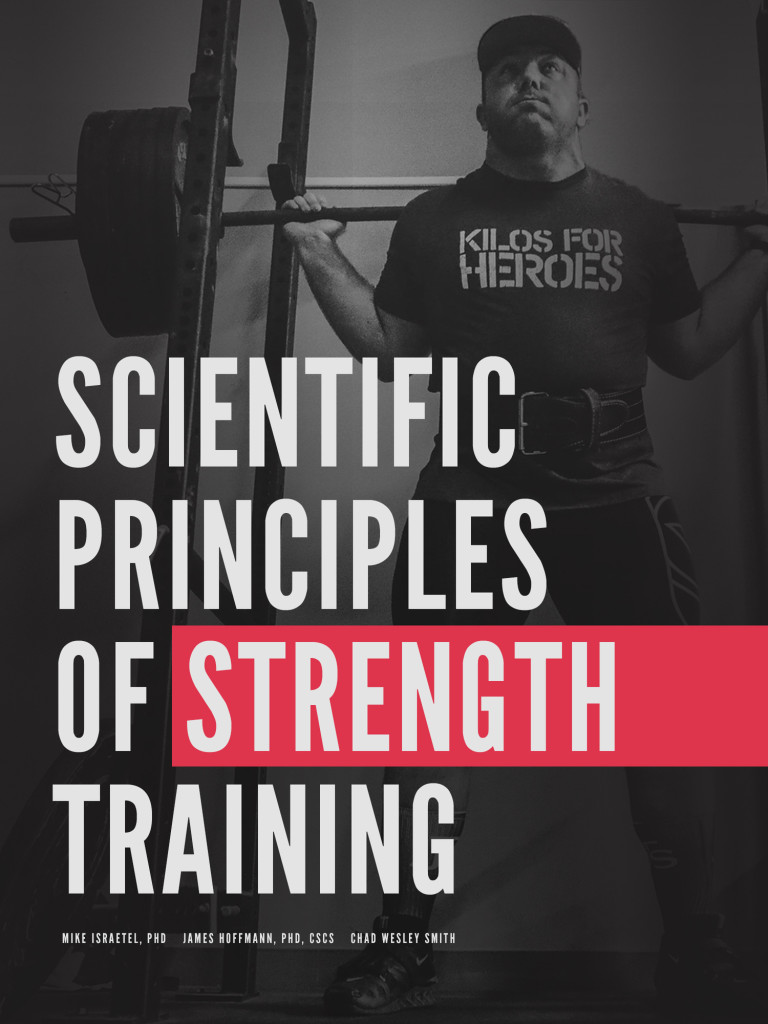 KILOS FOR
HEROES
SCIENTIFIC
PRINCIPLES
OF STRENGTH
TRAINING
MIKE ISRAETEL, PHD JAMES HOFFMANN, PHD, CSCS CHAD WESLEY SMITH